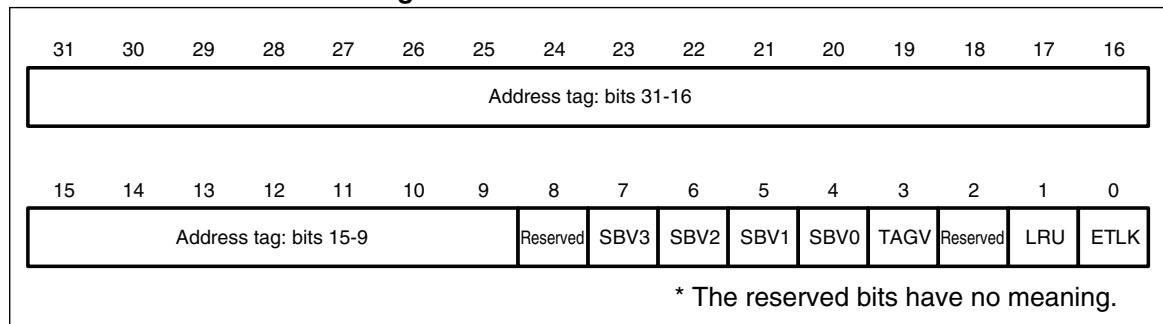 31 30 29 28 27 26 25 24 23 22 21 20 19 18 17 16
Address tag: bits 31-16
15 14 13 12 11 10 9 8 7 6 5 4 3 2 1 0
Address tag: bits 15-9 Reserved SBV3 SBV2 SBV1 SBV0 TAGV Reserved LRU ETLK
* The reserved bits have no meaning.